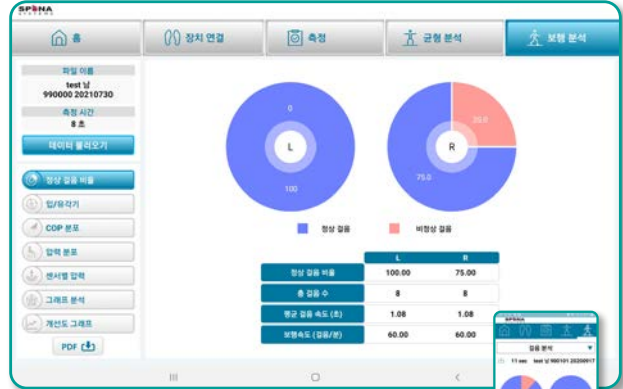 SPINA
SYSTEMS
홈
장치 연결
측정
균형 분석
보행 분석
파일 이름
test 님
990000 20210730
측정 시간
8 초
데이터 불러오기
정상 걸음 비율
입/유각기
COP 분포
압력 분포
센서별 압력
그래프 분석
개선도 그래프
PDF
0
L
100
25.0
R
75.0
정상 걸음
비정상 걸음
L R
정상 걸음 비율 100.00 75.00
총 걸음 수 8 8
평균 걸음 속도 (초) 1.08 1.08
보행속도 (걸음/분) 60.00 60.00
SPINA
걸음 분석
11 sec test 님 980101 20200917